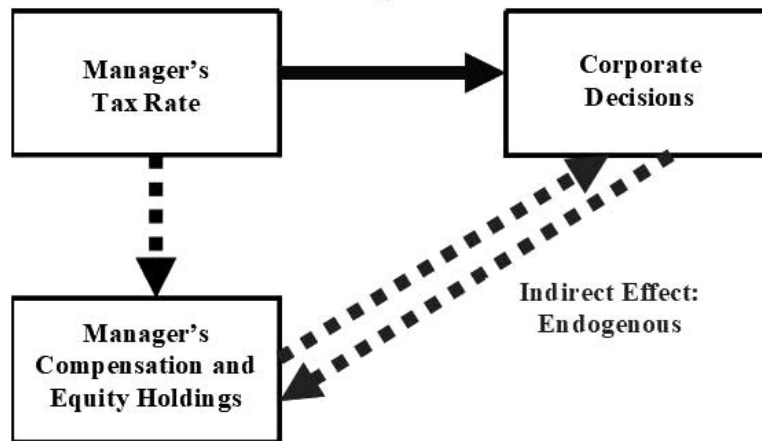 Manager's
Tax Rate
Corporate
Decisions
Indirect Effect:
Endogenous
Manager's
Compensation and
Equity Holdings